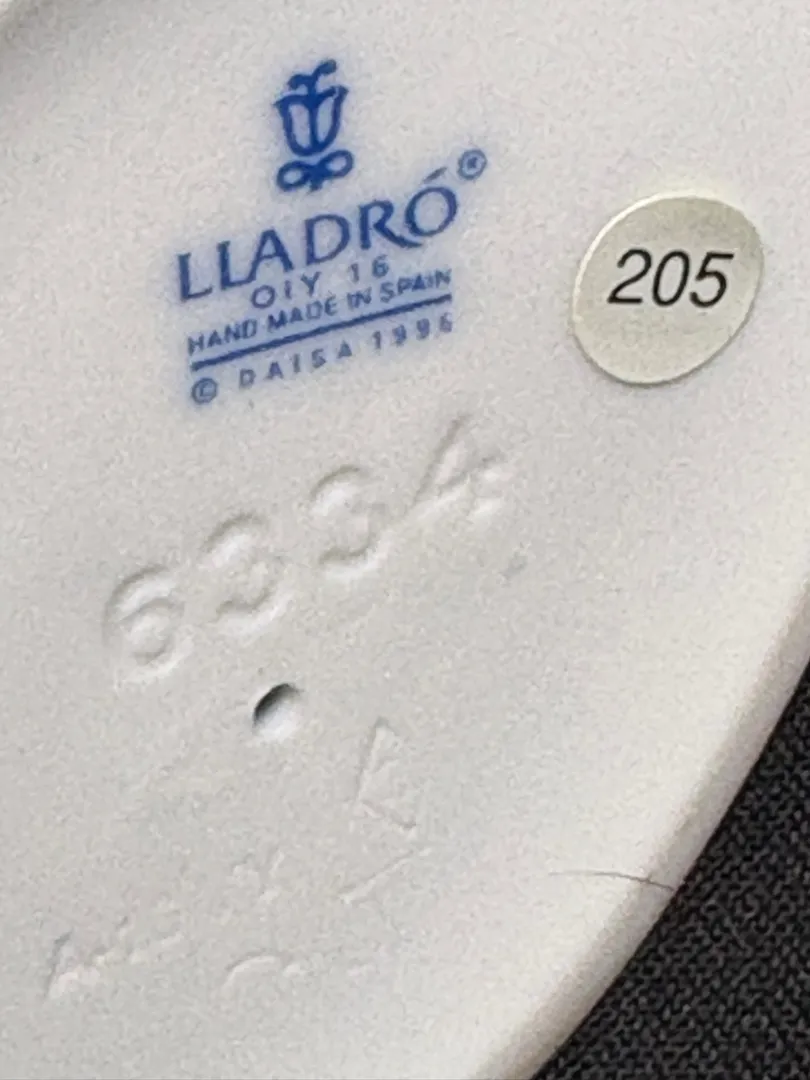 LLADRÓ®
OIY 16
HAND MADE IN SPAIN
© DAISA 1996
205
6334